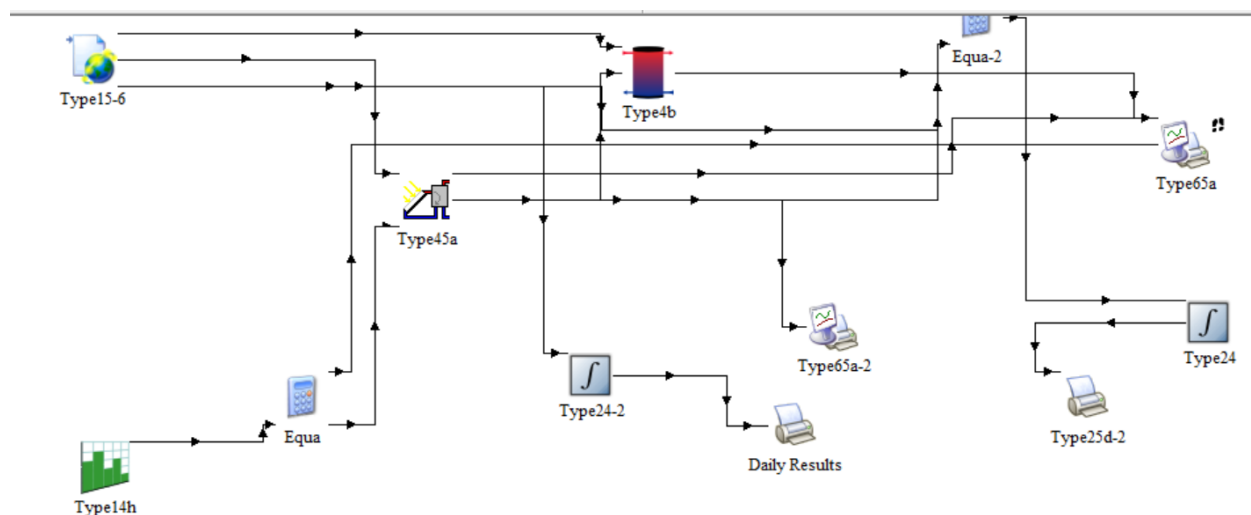 Equa-2
Type15-6
Type4b
Type65a
Type45a
Type65a-2
Type24
Type24-2
Equa
Type25d-2
Daily Results
Type14h